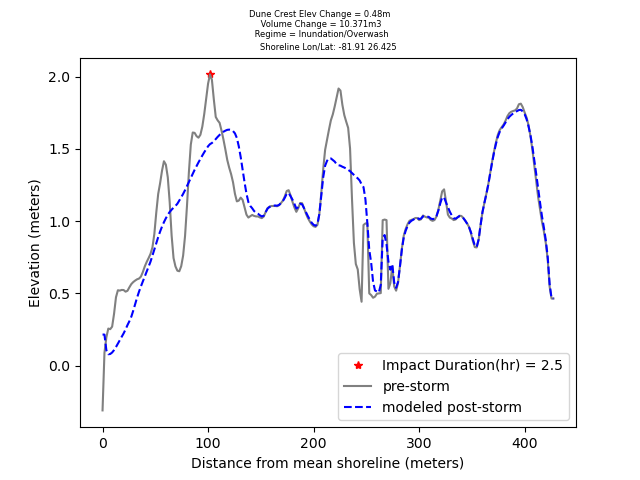 Dune Crest Elev Change = 0.48m
Volume Change = 10.371m3
Regime = Inundation/Overwash
Shoreline Lon/Lat: -81.91 26.425
2.0
1.5
1.0
0.5
0.0
Elevation (meters)
Impact Duration(hr) = 2.5
pre-storm
modeled post-storm
0 100 200 300 400
Distance from mean shoreline (meters)